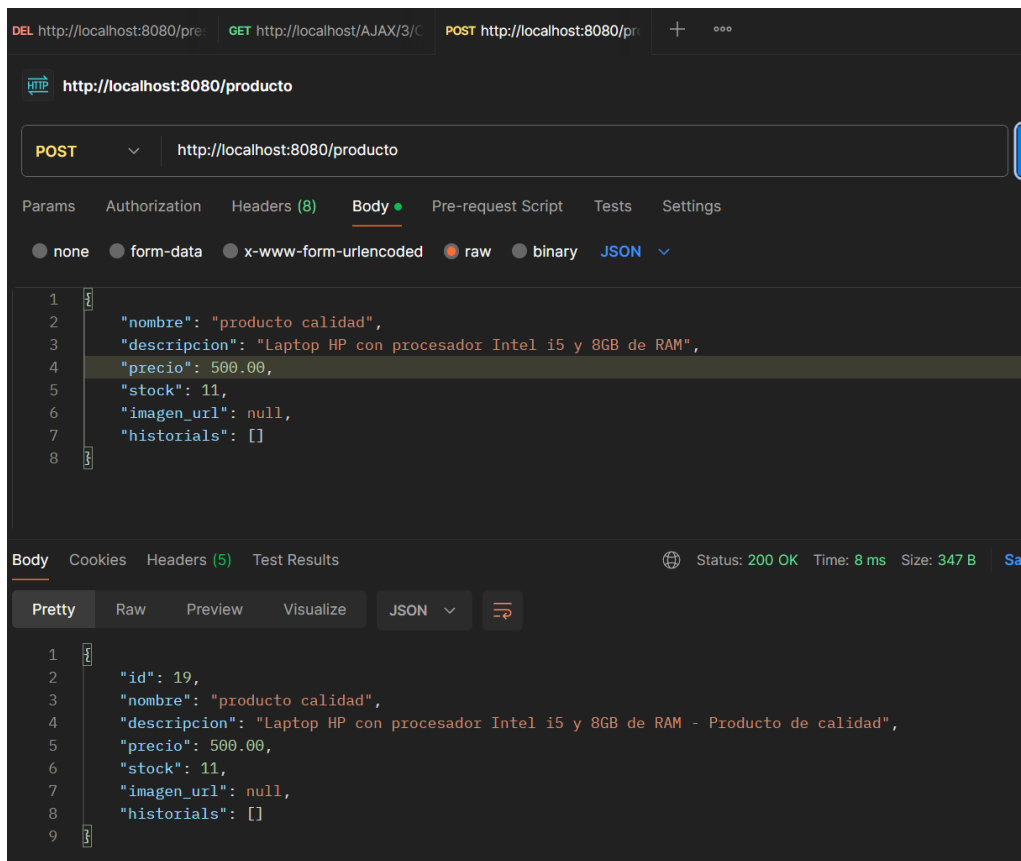 DEL http://localhost:8080/pre GET http://localhost/AJAX/3/C POST http://localhost:8080/pr
HTTP http://localhost:8080/producto
POST http://localhost:8080/producto
Params Authorization Headers (8) Body Pre-request Script Tests Settings
none form-data x-www-form-urlencoded raw binary JSON
1 {
2 "nombre": "producto calidad",
3 "descripcion": "Laptop HP con procesador Intel i5 y 8GB de RAM",
4 "precio": 500.00,
5 "stock": 11,
6 "imagen_url": null,
7 "historials": []
8 }
Body Cookies Headers (5) Test Results Status: 200 OK Time: 8 ms Size: 347 B Sa
Pretty Raw Preview Visualize JSON
1 {
2 "id": 19,
3 "nombre": "producto calidad",
4 "descripcion": "Laptop HP con procesador Intel i5 y 8GB de RAM - Producto de calidad",
5 "precio": 500.00,
6 "stock": 11,
7 "imagen_url": null,
8 "historials": []
9 }